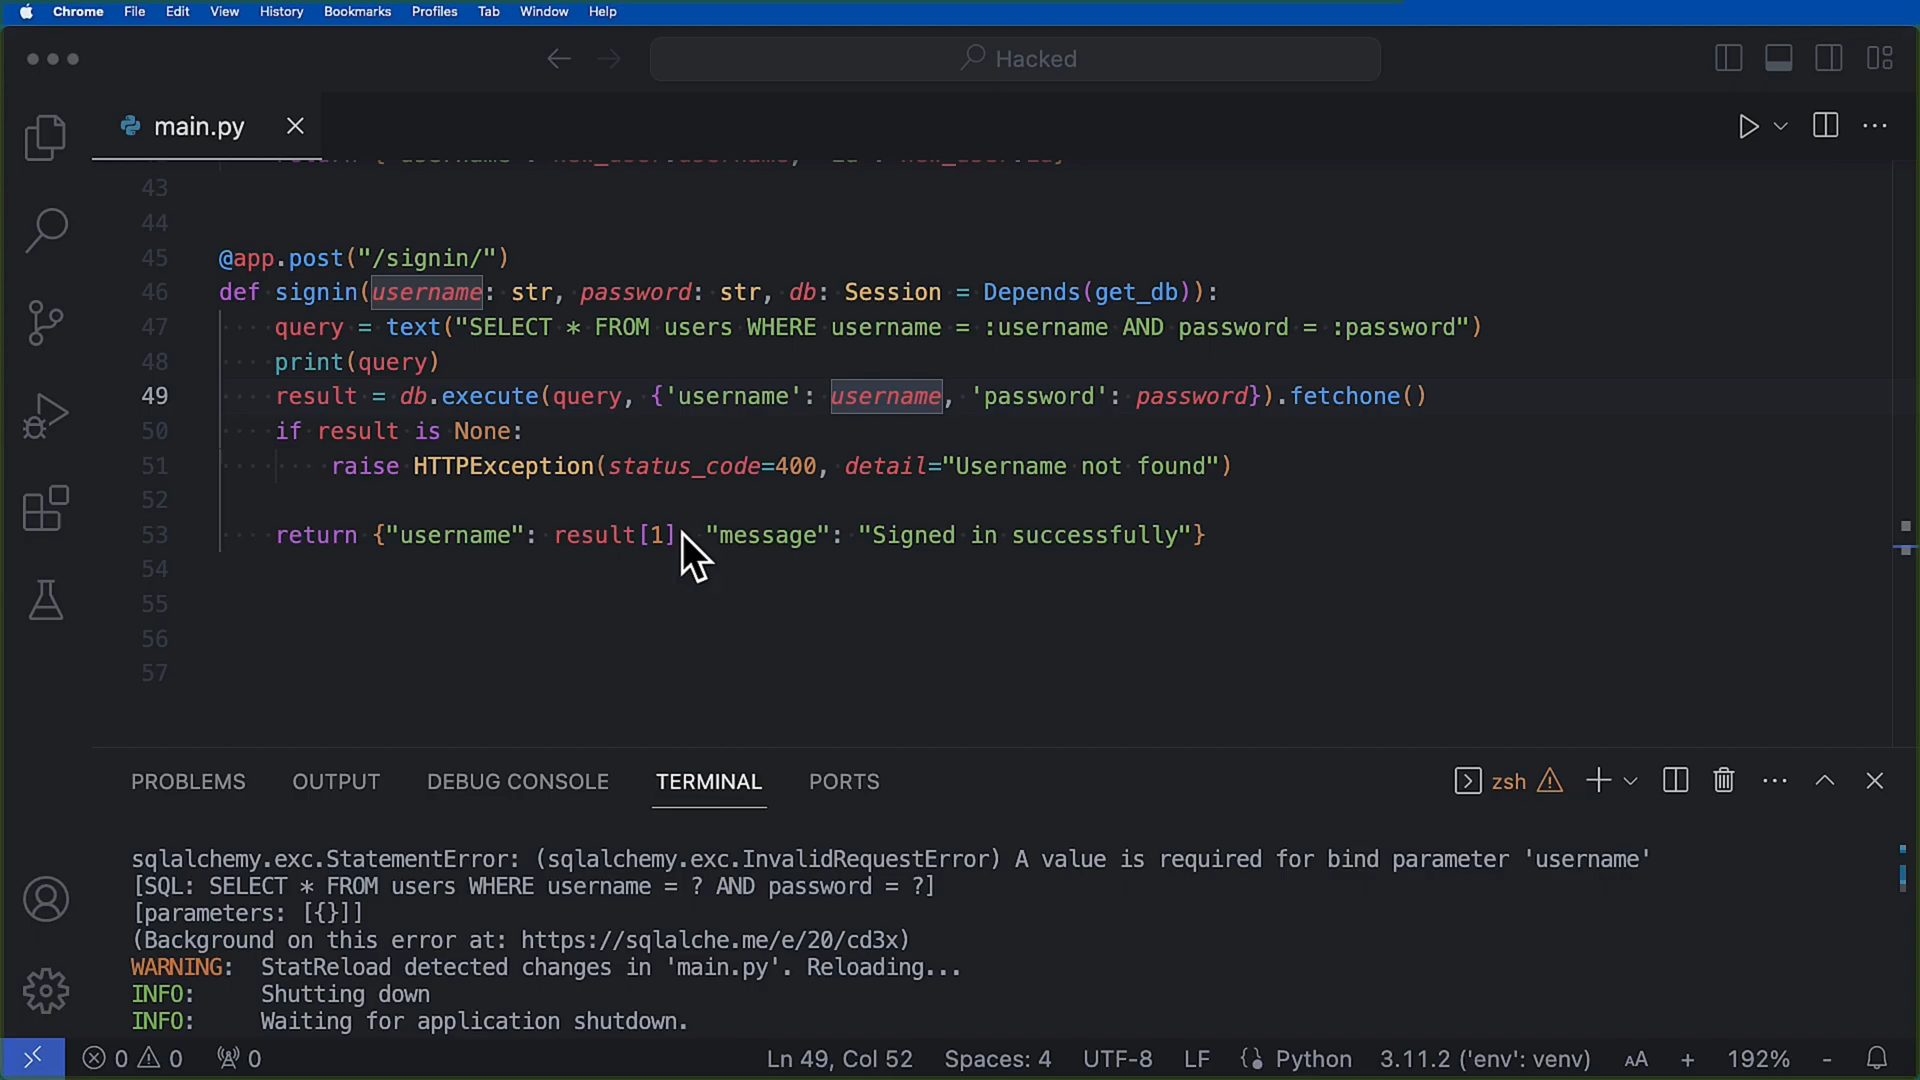 Chrome File Edit View History Bookmarks Profiles Tab Window Help
Hacked
main.py
43
44
45 @app.post("/signin/")
46 def signin(username: str, password: str, db: Session = Depends(get_db)):
47 query = text("SELECT * FROM users WHERE username = :username AND password = :password")
48 print(query)
49 result = db.execute(query, {'username': username, 'password': password}).fetchone()
50 if result is None:
51 raise HTTPException(status_code=400, detail="Username not found")
52
53 return {"username": result[1] "message": "Signed in successfully"}
54
55
56
57
PROBLEMS OUTPUT DEBUG CONSOLE TERMINAL PORTS zsh
sqlalchemy.exc.StatementError: (sqlalchemy.exc.InvalidRequestError) A value is required for bind parameter 'username'
[SQL: SELECT * FROM users WHERE username = ? AND password = ?]
[parameters: [{}]]
(Background on this error at: https://sqlalche.me/e/20/cd3x)
WARNING: StatReload detected changes in 'main.py'. Reloading...
INFO: Shutting down
INFO: Waiting for application shutdown.
0 0 0 Ln 49, Col 52 Spaces: 4 UTF-8 LF Python 3.11.2 ('env': venv) AA + 192% -